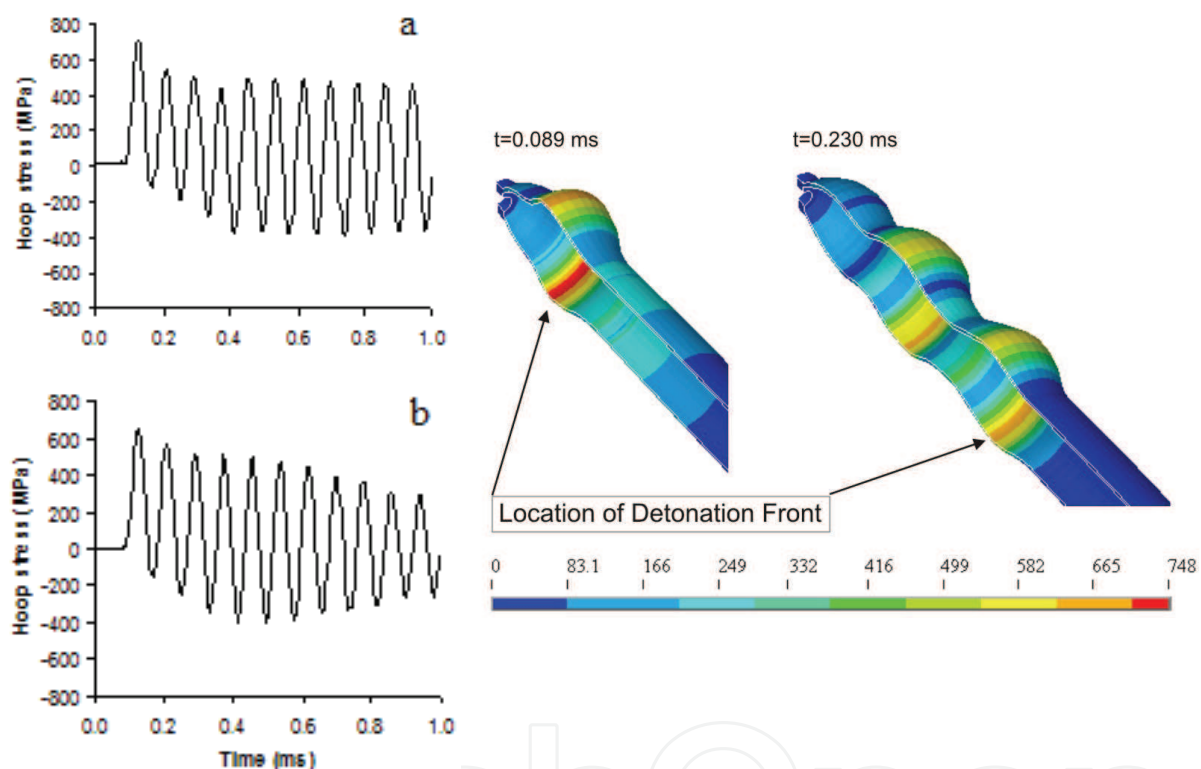 a
800
600
400
200
0
-200
-400
-600
-800
Hoop stress (MPa)
0.0 0.2 0.4 0.6 0.8 1.0
b
800
600
400
200
0
-200
-400
-600
-800
Hoop stress (MPa)
0.0 0.2 0.4 0.6 0.8 1.0
Time (ms)
t=0.089 ms
t=0.230 ms
Location of Detonation Front
0 83.1 166 249 332 416 499 582 665 748